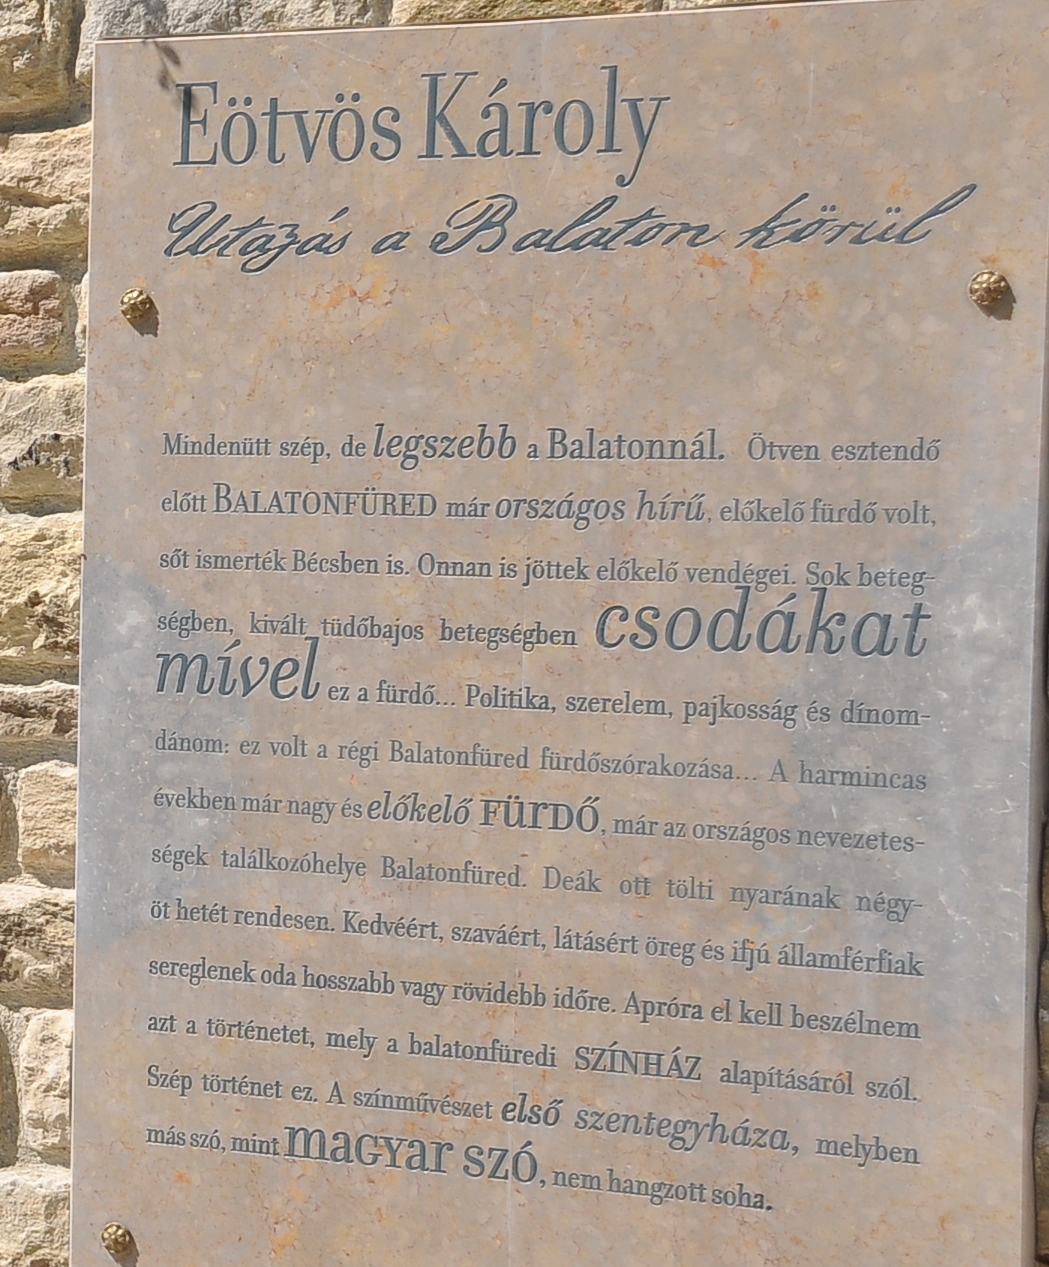 Eötvös Károly
Utazás a Balaton körül
Mindenütt szép, de legszebb a Balatonnál. Ötven esztendő
előtt BALATONFÜRED már országos hírű, előkelő fürdő volt,
sőt ismerték Bécsben is. Onnan is jöttek előkelő vendégei. Sok beteg-
ségben, kivált tüdőbajos betegségben csodákat
mível ez a fürdő... Politika, szerelem, pajkosság és dínom-
dánom: ez volt a régi Balatonfüred fürdőszórakozása... A harmincas
években már nagy és előkelő FÜRDŐ, már az országos nevezetes-
ségek találkozóhelye Balatonfüred. Deák ott tölti nyarának négy-
öt hetét rendesen. Kedvéért, szaváért, látásért öreg és ifjú államférfiak
sereglenek oda hosszabb vagy rövidebb időre. Apróra el kell beszélnem
azt a történetet, mely a balatonfüredi SZÍNHÁZ alapításáról szól.
Szép történet ez. A színművészet első szentegyháza, melyben
más szó, mint MAGYAR SZÓ, nem hangzott soha.